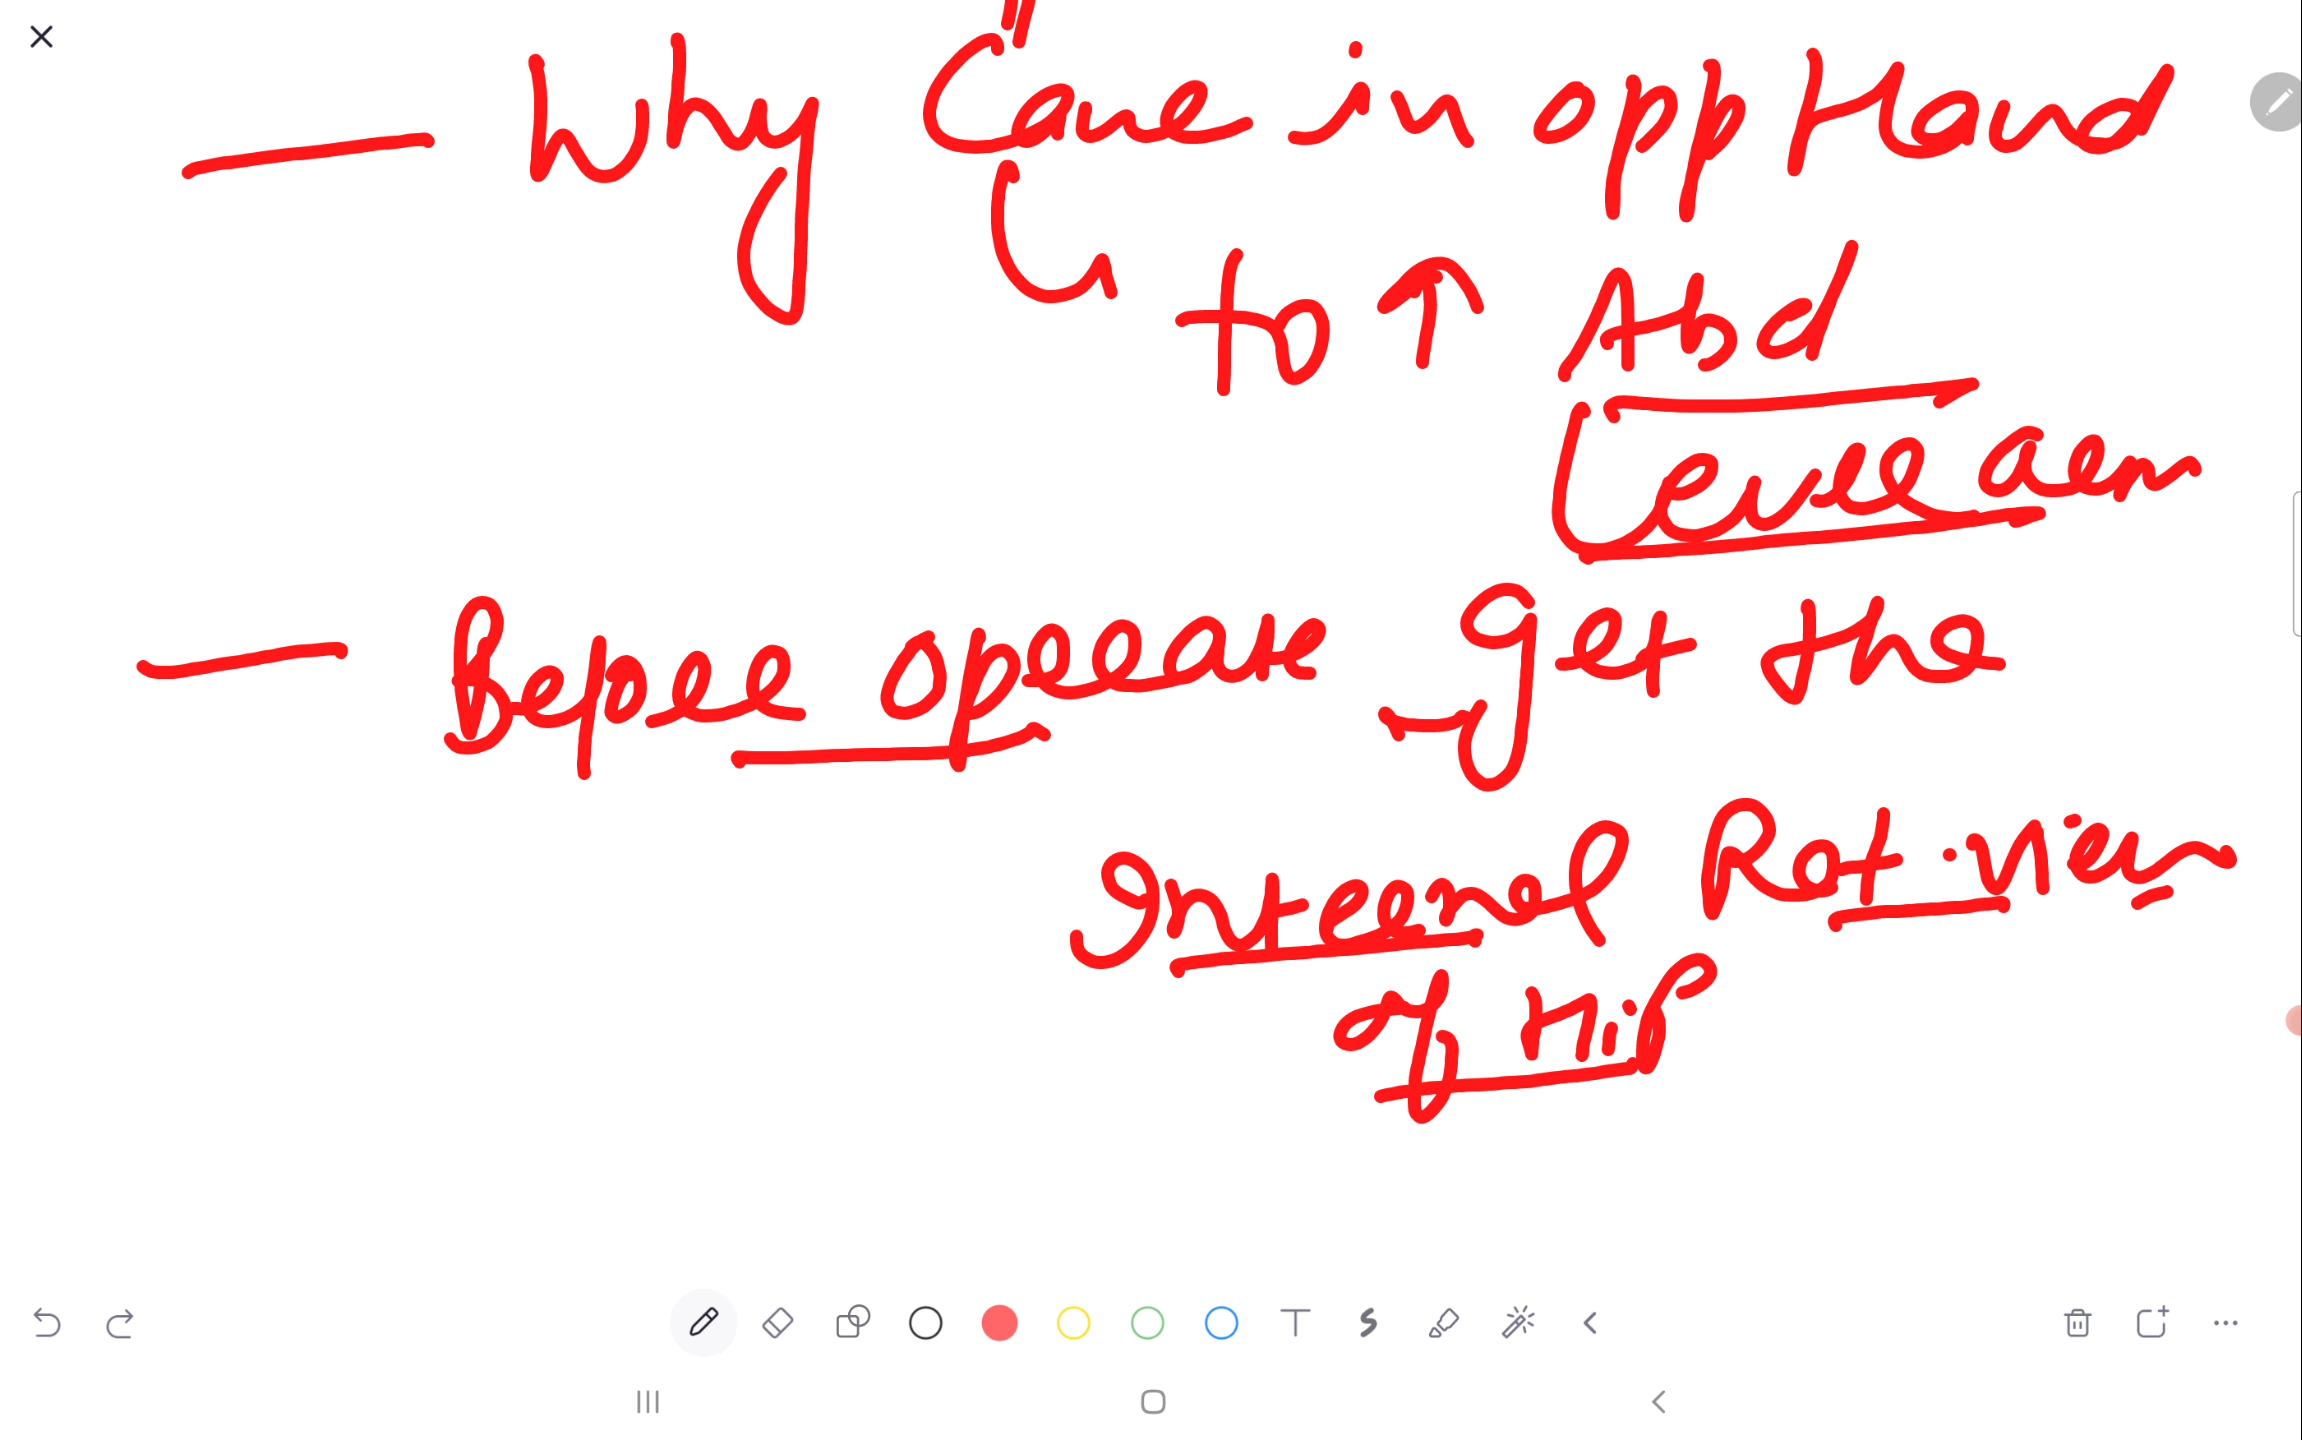 — Why Cane in opp Hand
to ↑ Abd
Lever arm
— Before operate get the
Internal Rot. view
of Hip